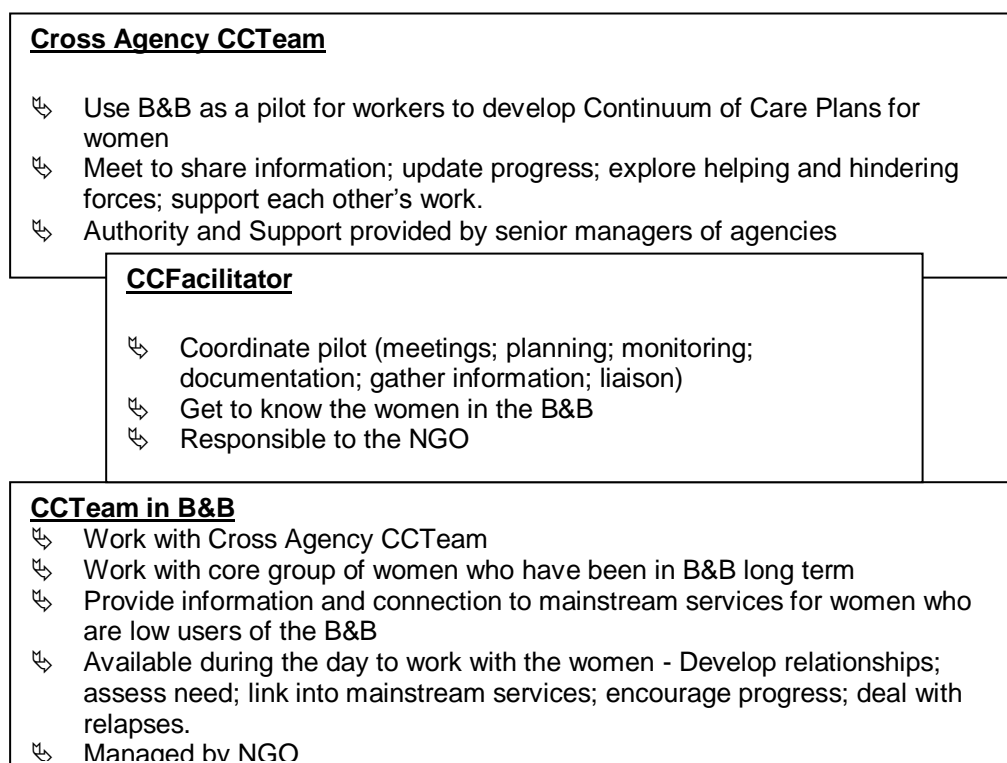 Cross Agency CCTeam
↳ Use B&B as a pilot for workers to develop Continuum of Care Plans for
women
↳ Meet to share information; update progress; explore helping and hindering
forces; support each other’s work.
↳ Authority and Support provided by senior managers of agencies
CCFacilitator
↳ Coordinate pilot (meetings; planning; monitoring;
documentation; gather information; liaison)
↳ Get to know the women in the B&B
↳ Responsible to the NGO
CCTeam in B&B
↳ Work with Cross Agency CCTeam
↳ Work with core group of women who have been in B&B long term
↳ Provide information and connection to mainstream services for women who
are low users of the B&B
↳ Available during the day to work with the women - Develop relationships;
assess need; link into mainstream services; encourage progress; deal with
relapses.
↳ Managed by NGO